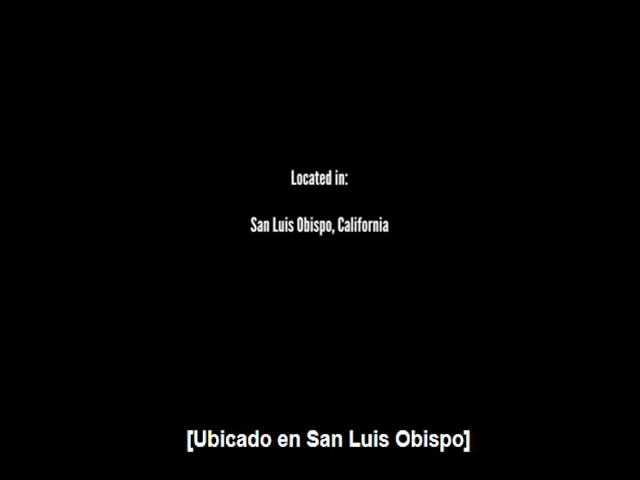 Located in:
San Luis Obispo, California
[Ubicado en San Luis Obispo]